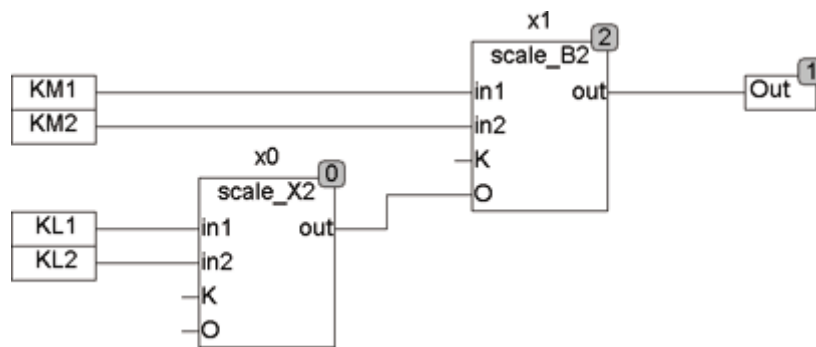 x1
2
scale_B2
KM1 in1 out Out 1
KM2 in2
x0 K
0
scale_X2 O
KL1 in1 out
KL2 in2
K
O